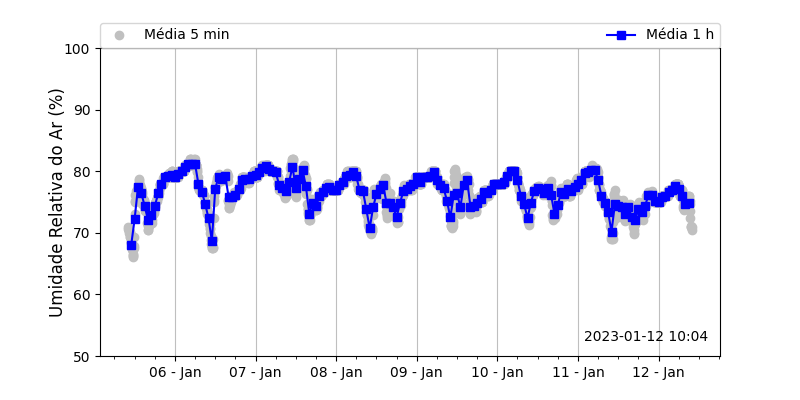 Média 5 min
Média 1 h
Umidade Relativa do Ar (%)
100
90
80
70
60
50
2023-01-12 10:04
06 - Jan
07 - Jan
08 - Jan
09 - Jan
10 - Jan
11 - Jan
12 - Jan